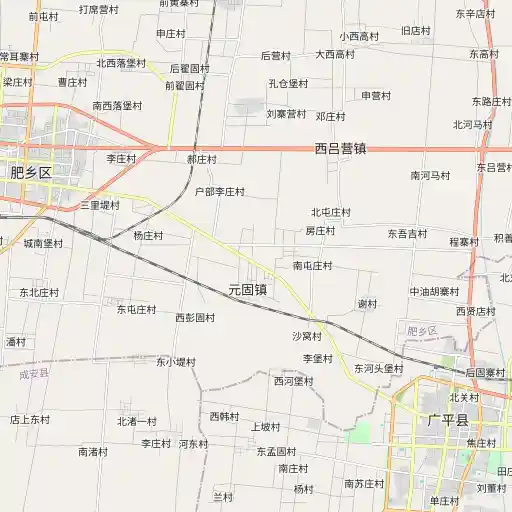 前屯村
打席营村
前黄寨村
申庄村
旧店村
东辛店村
小西高村
常耳寨村
北西落堡村
后翟固村
后营村
大西高村
东高村
梁庄村
曹庄村
前翟固村
孔仓堡村
申营村
南西落堡村
刘寨营村
邓庄村
东路庄村
北河马村
李庄村
郝庄村
西吕营镇
东吕营村
肥乡区
南河马村
户部李庄村
三里堤村
北屯庄村
杨庄村
房庄村
东吾吉村
程寨村
积善
城南堡村
南屯庄村
东北庄村
元固镇
中油胡寨村
东屯庄村
西彭固村
谢村
西贤店村
潘村
沙窝村
肥乡区
东小堤村
李堡村
东河头堡村
后固寨村
成安县
西河堡村
北关村
店上东村
北渚一村
西韩村
上坡村
广平县
南渚村
李庄村
河东村
东孟固村
焦庄村
南庄村
田庄
南苏庄村
刘董村
兰村
杨村
单庄村